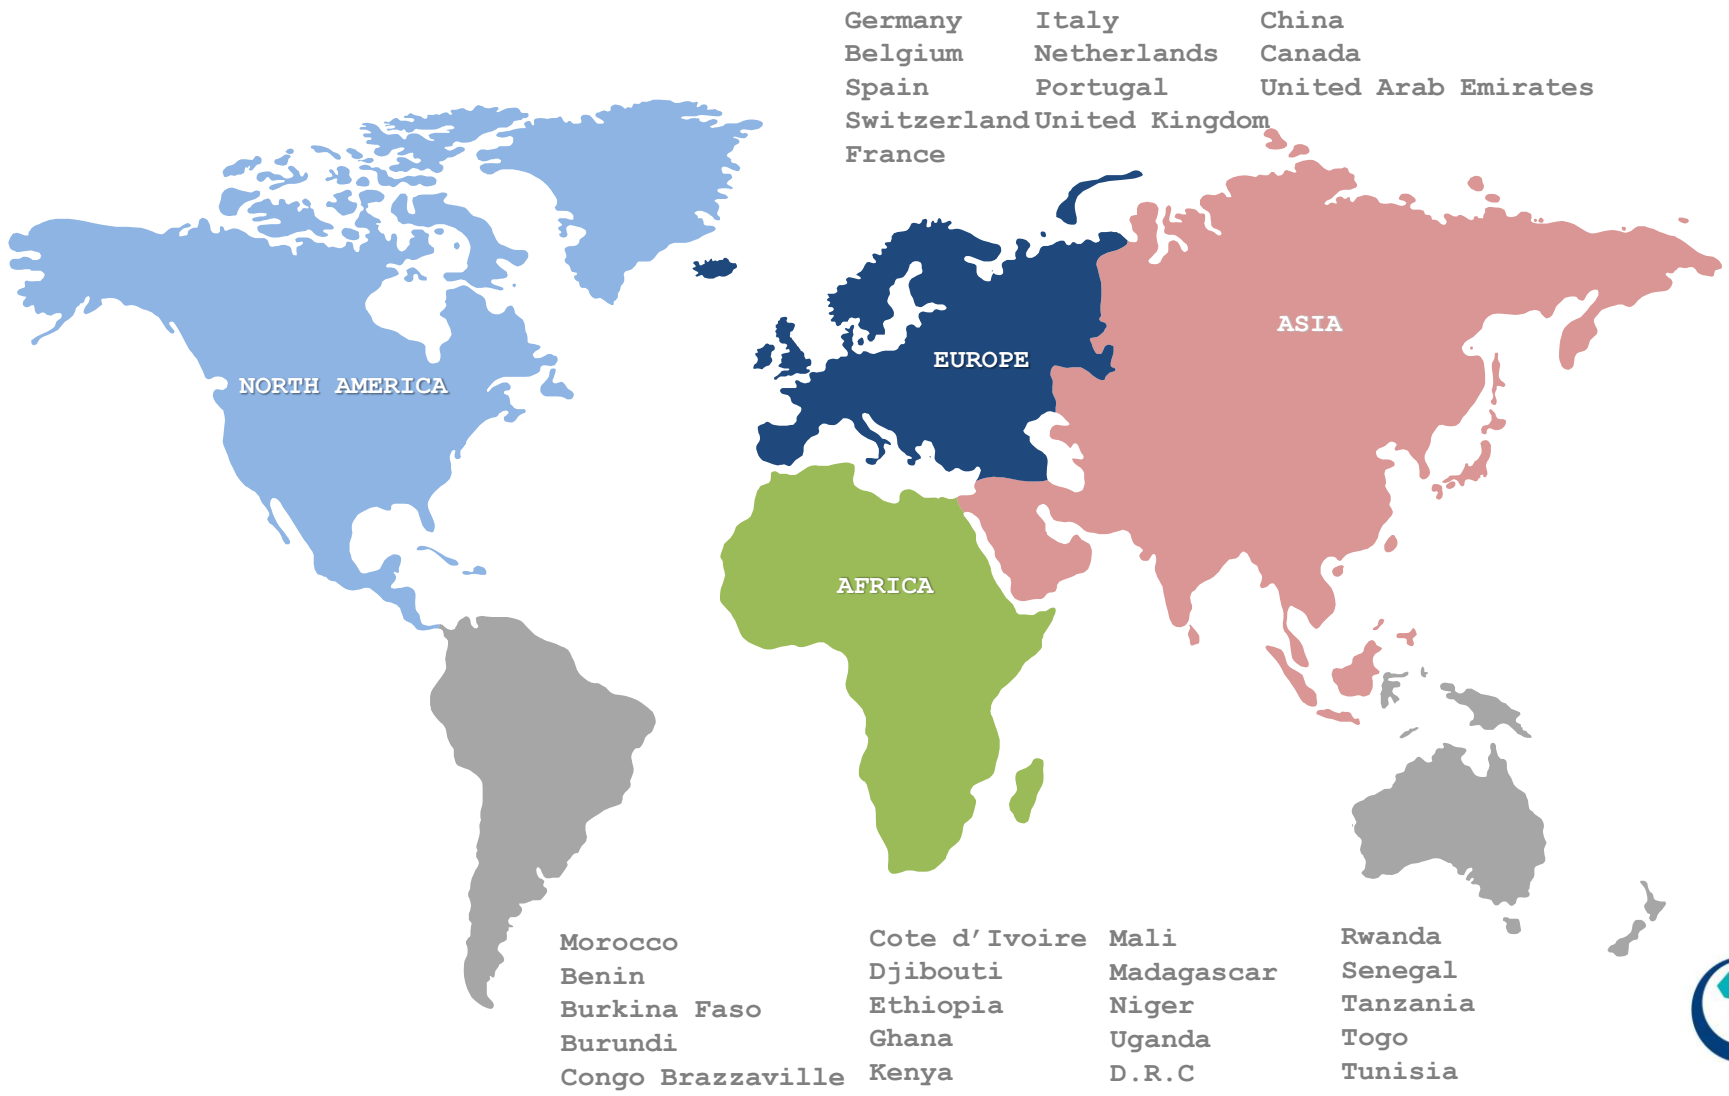 Germany Italy China
Belgium Netherlands Canada
Spain Portugal United Arab Emirates
Switzerland United Kingdom
France
ASIA
EUROPE
NORTH AMERICA
AFRICA
Morocco Cote d’Ivoire Mali Rwanda
Benin Djibouti Madagascar Senegal
Burkina Faso Ethiopia Niger Tanzania
Burundi Ghana Uganda Togo
Congo Brazzaville Kenya D.R.C Tunisia